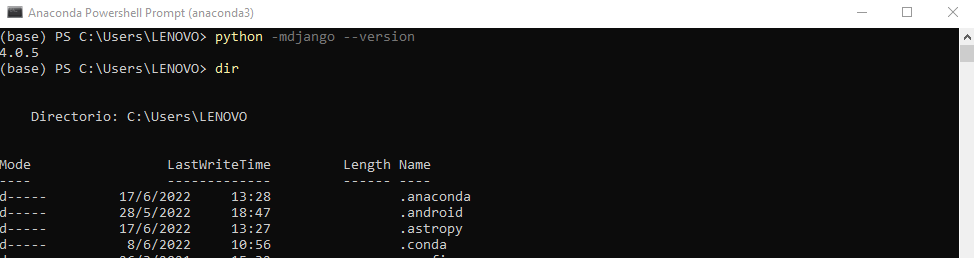 Anaconda Powershell Prompt (anaconda3)
(base) PS C:\Users\LENOVO> python -mdjango --version
4.0.5
(base) PS C:\Users\LENOVO> dir
Directorio: C:\Users\LENOVO
Mode LastWriteTime Length Name
---- ------------- ------ ----
d----- 17/6/2022 13:28 .anaconda
d----- 28/5/2022 18:47 .android
d----- 17/6/2022 13:27 .astropy
d----- 8/6/2022 10:56 .conda